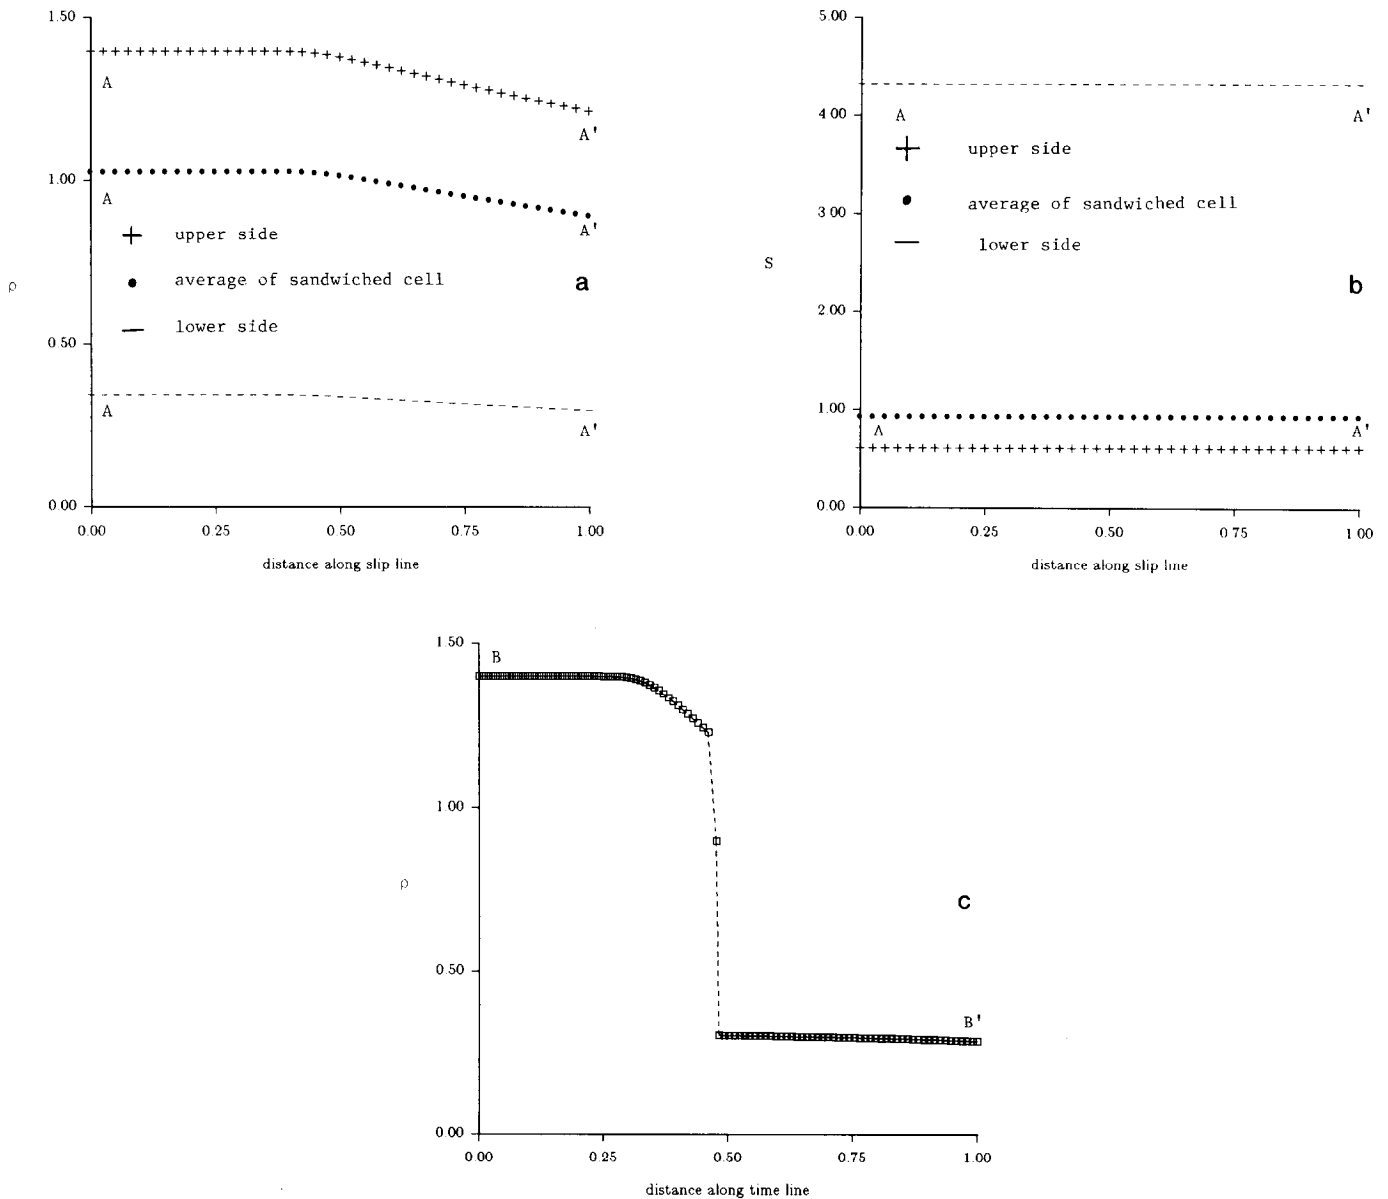 1.50
1.00
0.50
0.00
ρ
A
A'
A
A'
upper side
average of sandwiched cell
lower side
a
A
A'
0.00 0.25 0.50 0.75 1.00
distance along slip line
5.00
4.00
3.00
2.00
1.00
0.00
S
A A'
upper side
average of sandwiched cell
lower side
b
A A'
0.00 0.25 0.50 0.75 1.00
distance along slip line
1.50
1.00
0.50
0.00
ρ
B
c
B'
0.00 0.25 0.50 0.75 1.00
distance along time line